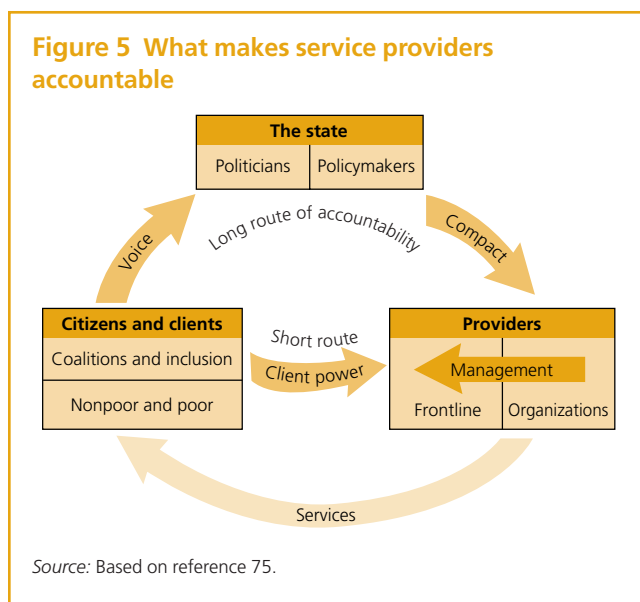 Figure 5 What makes service providers
accountable
The state
Politicians
Policymakers
Long route of accountability
Voice
Compact
Citizens and clients
Coalitions and inclusion
Nonpoor and poor
Short route
Client power
Providers
Management
Frontline
Organizations
Services
Source: Based on reference 75.